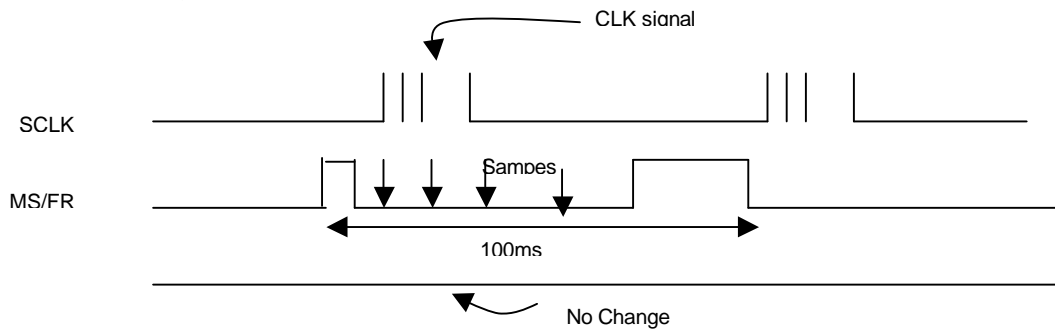 CLK signal
SCLK
Sampes
MS/FR
100ms
No Change